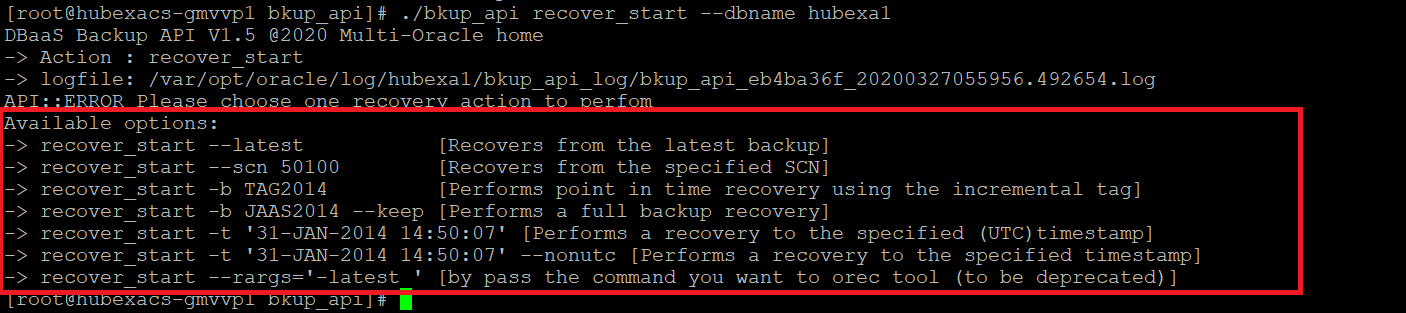 [root@hubexacs-gmvvp1 bkup_api]# ./bkup_api recover_start --dbname hubexa1
DBaaS Backup API V1.5 @2020 Multi-Oracle home
-> Action : recover_start
-> logfile: /var/opt/oracle/log/hubexa1/bkup_api_log/bkup_api_eb4ba36f_20200327055956.492654.log
API::ERROR Please choose one recovery action to perfom
Available options:
-> recover_start --latest [Recovers from the latest backup]
-> recover_start --scn 50100 [Recovers from the specified SCN]
-> recover_start -b TAG2014 [Performs point in time recovery using the incremental tag]
-> recover_start -b JAAS2014 --keep [Performs a full backup recovery]
-> recover_start -t '31-JAN-2014 14:50:07' [Performs a recovery to the specified (UTC)timestamp]
-> recover_start -t '31-JAN-2014 14:50:07' --nonutc [Performs a recovery to the specified timestamp]
-> recover_start --rargs='-latest ' [by pass the command you want to orec tool (to be deprecated)]
[root@hubexacs-gmvvp1 bkup_api]#